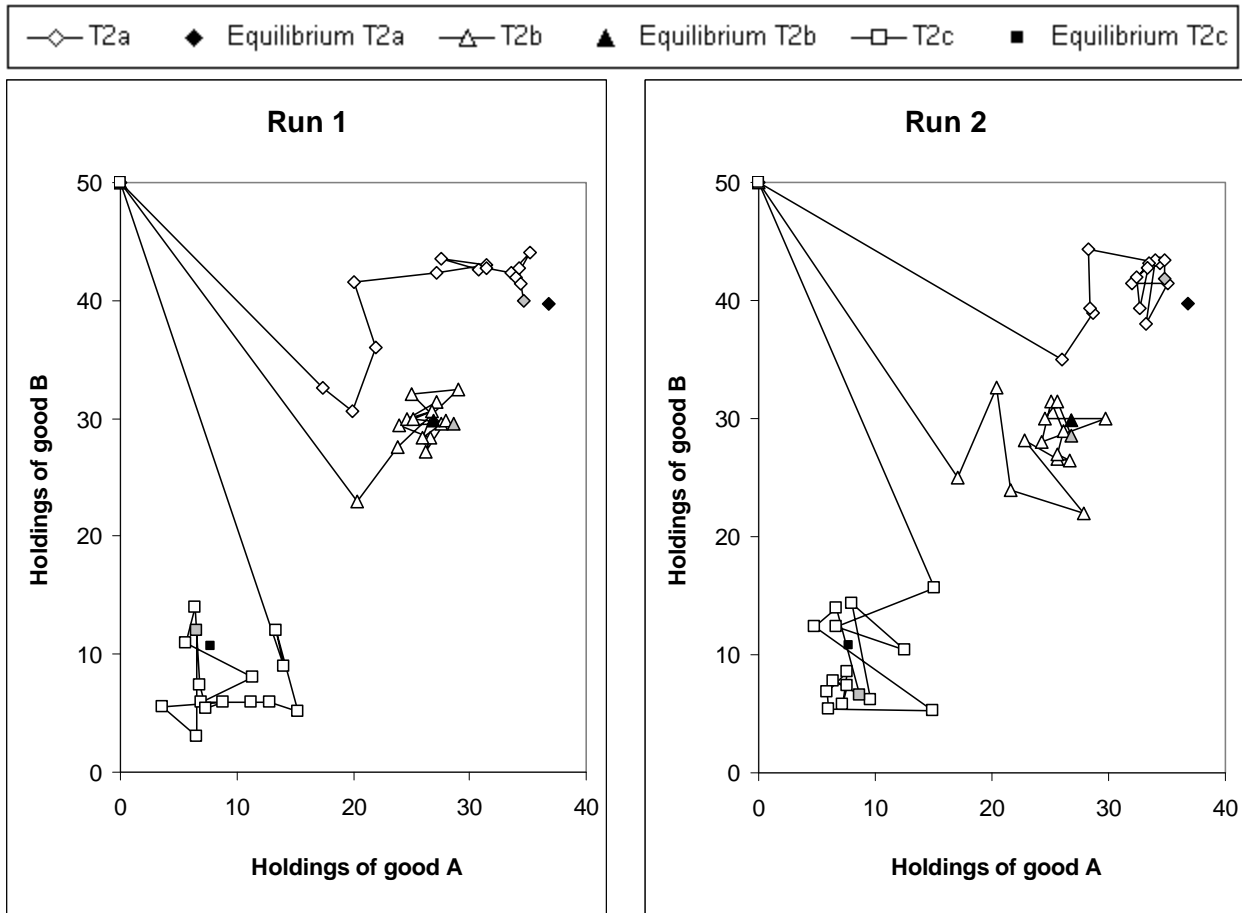 T2a Equilibrium T2a T2b Equilibrium T2b T2c Equilibrium T2c
Run 1
Holdings of good B
50
40
30
20
10
0
0 10 20 30 40
Holdings of good A
Run 2
Holdings of good B
50
40
30
20
10
0
0 10 20 30 40
Holdings of good A